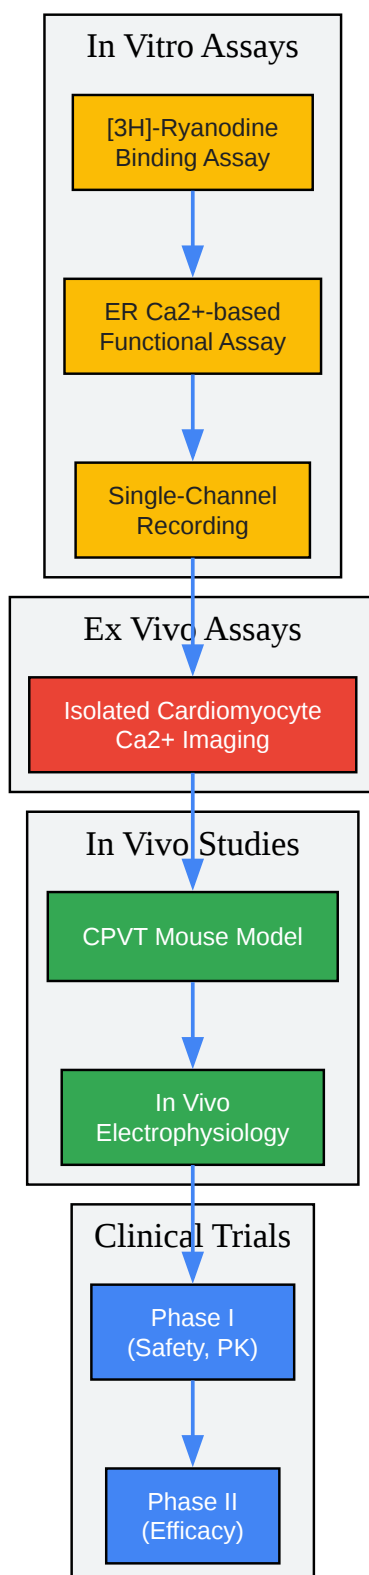 In Vitro Assays
[3H]-Ryanodine
Binding Assay
ER Ca2+-based
Functional Assay
Single-Channel
Recording
Ex Vivo Assays
Isolated Cardiomyocyte
Ca2+ Imaging
In Vivo Studies
CPVT Mouse Model
In Vivo
Electrophysiology
Clinical Trials
Phase I
(Safety, PK)
Phase II
(Efficacy)